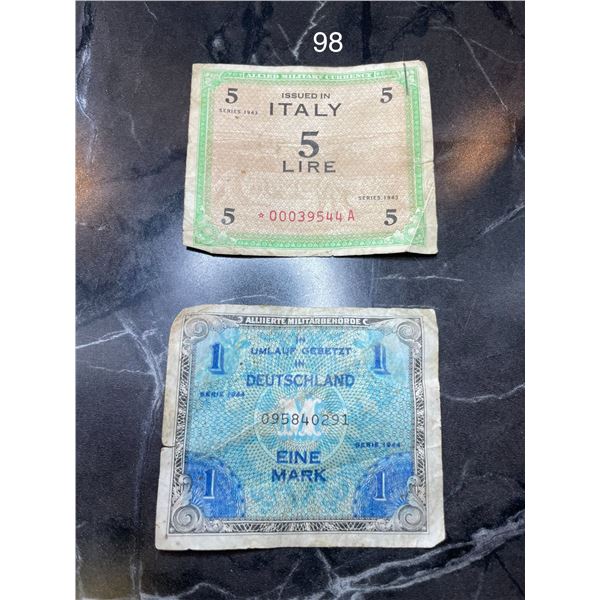 98
ALLIED MILITARY CURRENCY
5 ISSUED IN 5
SERIES 1943 ITALY
5
LIRE
SERIES 1943
5 *00039544 A 5
ALLIIERTE MILITÄRBEHÖRDE
1 IN 1
UMLAUF GESETZT
IN
DEUTSCHLAND
SERIE 1944
095840291
SERIE 1944
EINE
1 MARK 1